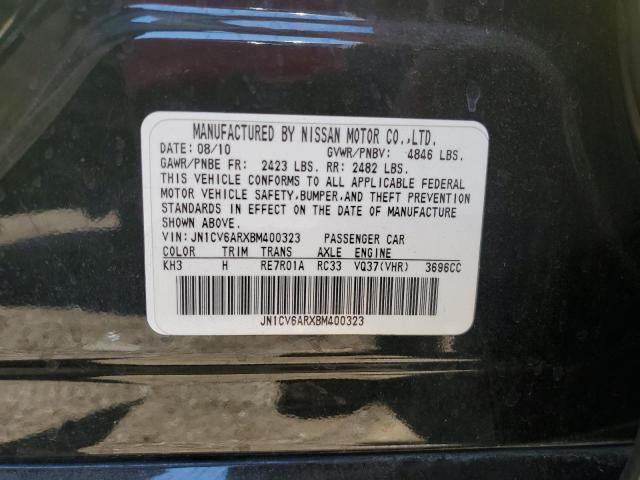 MANUFACTURED BY NISSAN MOTOR CO.,LTD.
DATE: 08/10 GVWR/PNBV: 4846 LBS.
GAWR/PNBE FR: 2423 LBS. RR: 2482 LBS.
THIS VEHICLE CONFORMS TO ALL APPLICABLE FEDERAL
MOTOR VEHICLE SAFETY,BUMPER,AND THEFT PREVENTION
STANDARDS IN EFFECT ON THE DATE OF MANUFACTURE
SHOWN ABOVE.
VIN: JN1CV6ARXBM400323 PASSENGER CAR
COLOR TRIM TRANS AXLE ENGINE
KH3 H RE7R01A RC33 VQ37(VHR) 3696CC
JN1CV6ARXBM400323